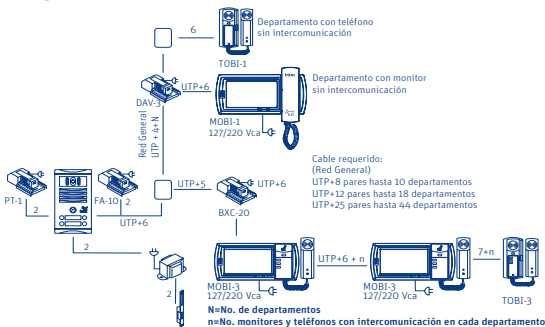 6
Departamento con teléfono
sin intercomunicación
TOBI-1
UTP+6
DAV-3
Departamento con monitor
sin intercomunicación
MOBI-1
127/220 Vca
Red General
UTP + 4+N
Cable requerido:
(Red General)
UTP+8 pares hasta 10 departamentos
UTP+12 pares hasta 18 departamentos
UTP+25 pares hasta 44 departamentos
UTP+5
UTP+6
BXC-20
PT-1
2
FA-10
2
UTP+6
2
2
UTP+6 + n
7+n
MOBI-3
127/220 Vca
MOBI-3
127/220 Vca
TOBI-3
N=No. de departamentos
n=No. monitores y teléfonos con intercomunicación en cada departamento